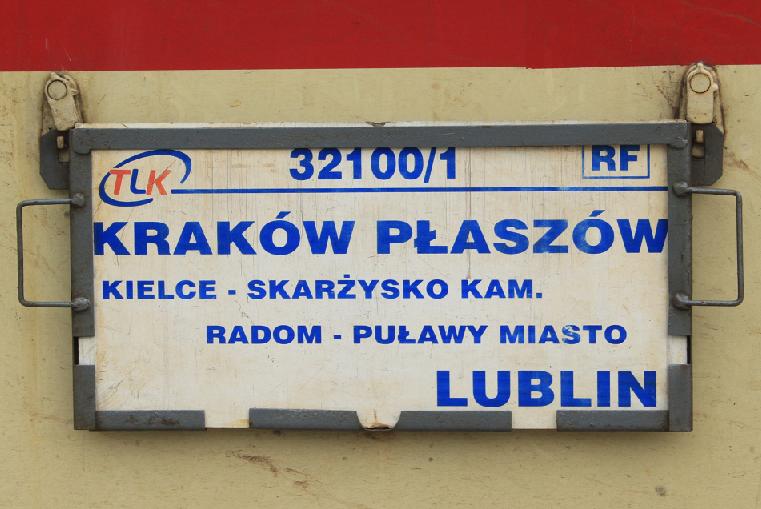 TLK 32100/1 RF
KRAKÓW PŁASZÓW
KIELCE - SKARŻYSKO KAM.
RADOM - PUŁAWY MIASTO
LUBLIN